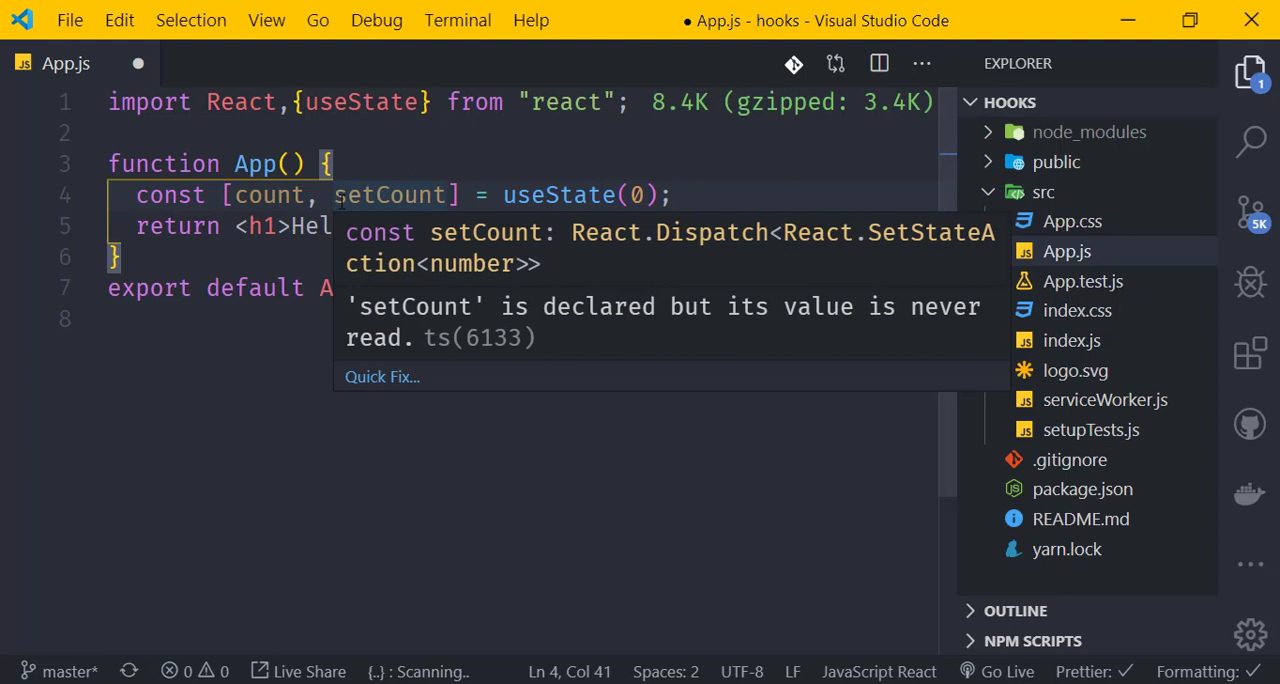 File Edit Selection View Go Debug Terminal Help ● App.js - hooks - Visual Studio Code
JS App.js ●
EXPLORER
1 import React,{useState} from "react"; 8.4K (gzipped: 3.4K)
2
3 function App() {
4 const [count, setCount] = useState(0);
5 return <h1>Hel
6 }
7 export default A
8
const setCount: React.Dispatch<React.SetStateA
ction<number>>
'setCount' is declared but its value is never
read. ts(6133)
Quick Fix...
HOOKS
node_modules
public
src
App.css
JS App.js
App.test.js
index.css
JS index.js
logo.svg
JS serviceWorker.js
JS setupTests.js
.gitignore
package.json
README.md
yarn.lock
OUTLINE
NPM SCRIPTS
1
5K
master* 0 0 Live Share {..} : Scanning.. Ln 4, Col 41 Spaces: 2 UTF-8 LF JavaScript React Go Live Prettier: ✓ Formatting: ✓